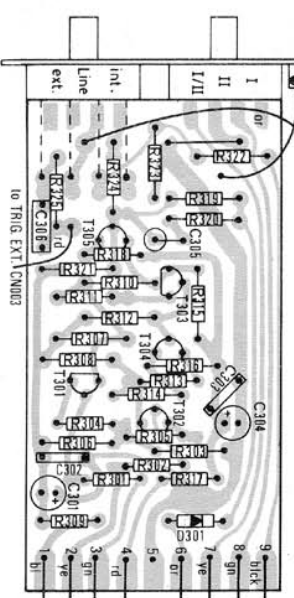 ext. Line int. I/II II I
or
R322
R324
R323
R325
R319
C306
rd
R320
T305
C305
R318
R321
to TRIG. EXT. CN003
R310
T303
R311
R315
R312
R307
T304
R308
R316
T301
R313
C303
R314
T302
C304
R304
R305
R306
R303
C302
R302
R301
R317
C301
R309
D301
1 2 3 4 5 6 7 8 9
bl ye gn rd or ye gn blck